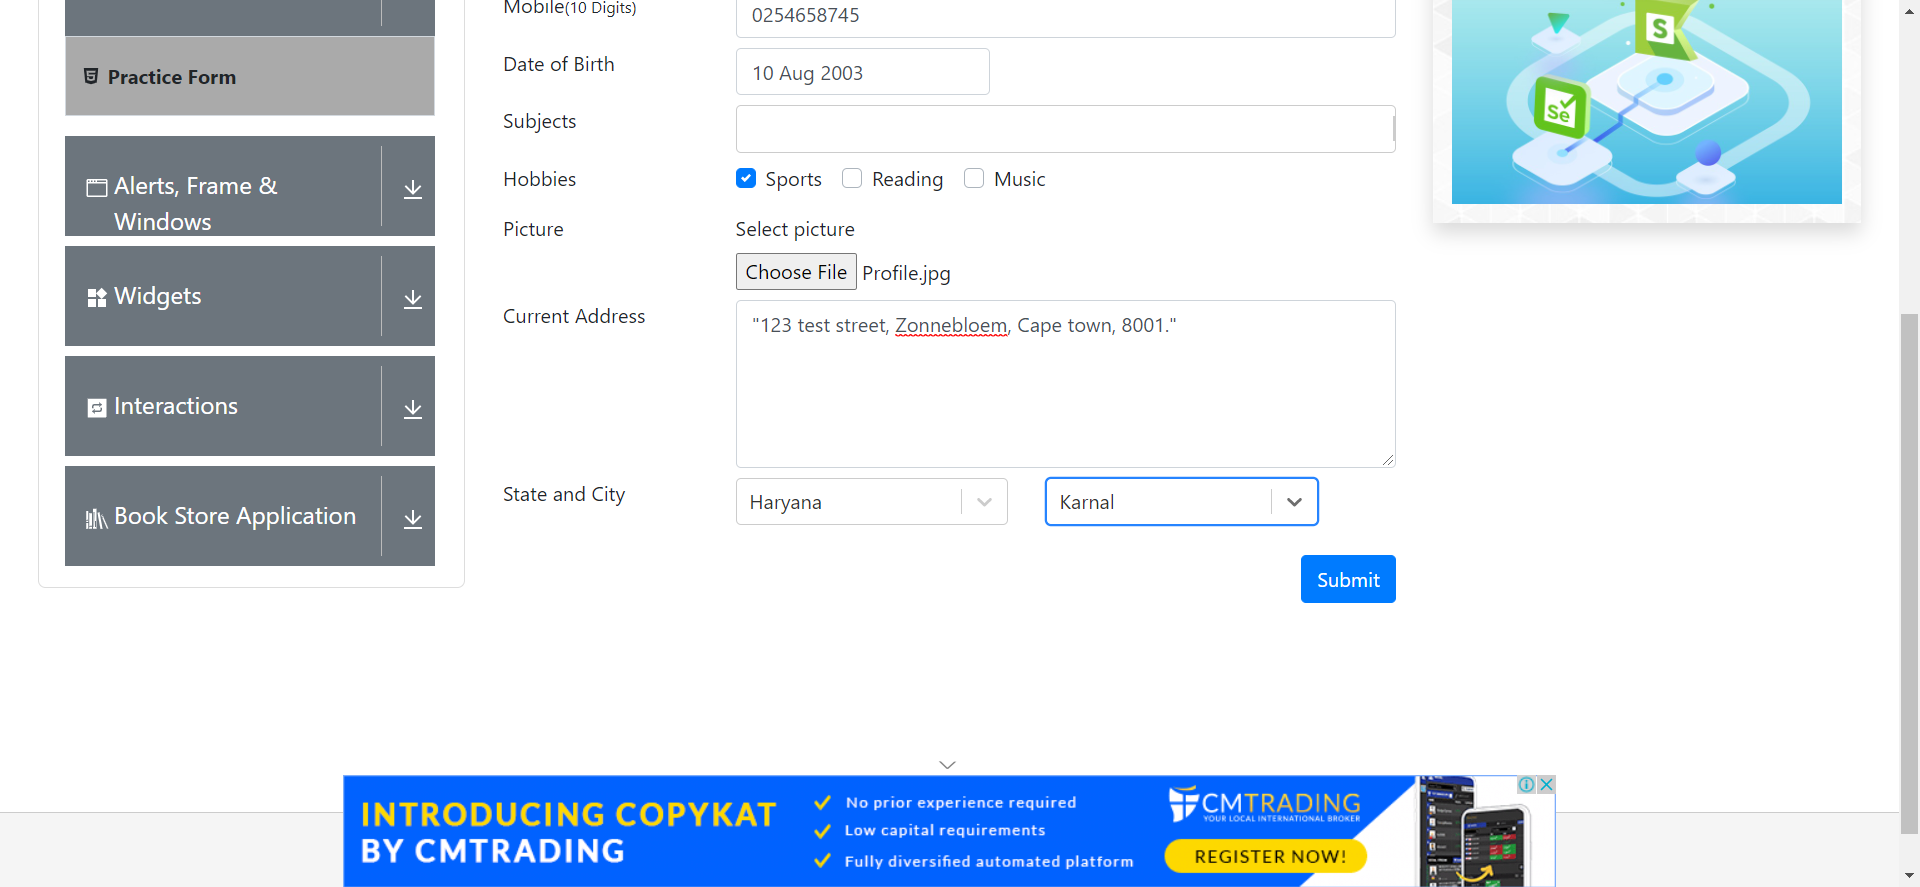 Practice Form
Alerts, Frame &
Windows
Widgets
Interactions
Book Store Application
Mobile(10 Digits)
0254658745
Date of Birth
10 Aug 2003
Subjects
Hobbies
Sports Reading Music
Picture
Select picture
Choose File Profile.jpg
Current Address
"123 test street, Zonnebloem, Cape town, 8001."
State and City
Haryana
Karnal
Submit
S
Se
INTRODUCING COPYKAT
BY CMTRADING
No prior experience required
Low capital requirements
Fully diversified automated platform
CMTRADING
YOUR LOCAL INTERNATIONAL BROKER
REGISTER NOW!